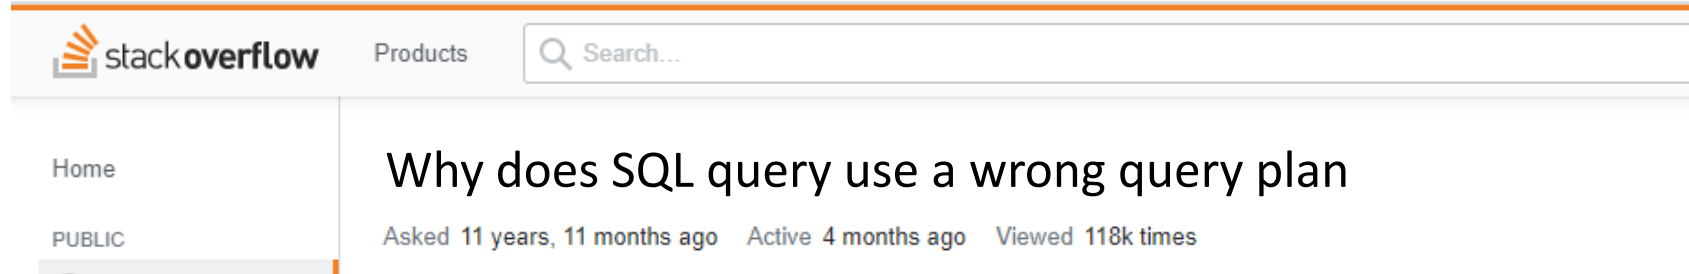 stackoverflow Products Search...
Home
Why does SQL query use a wrong query plan
PUBLIC
Asked 11 years, 11 months ago Active 4 months ago Viewed 118k times